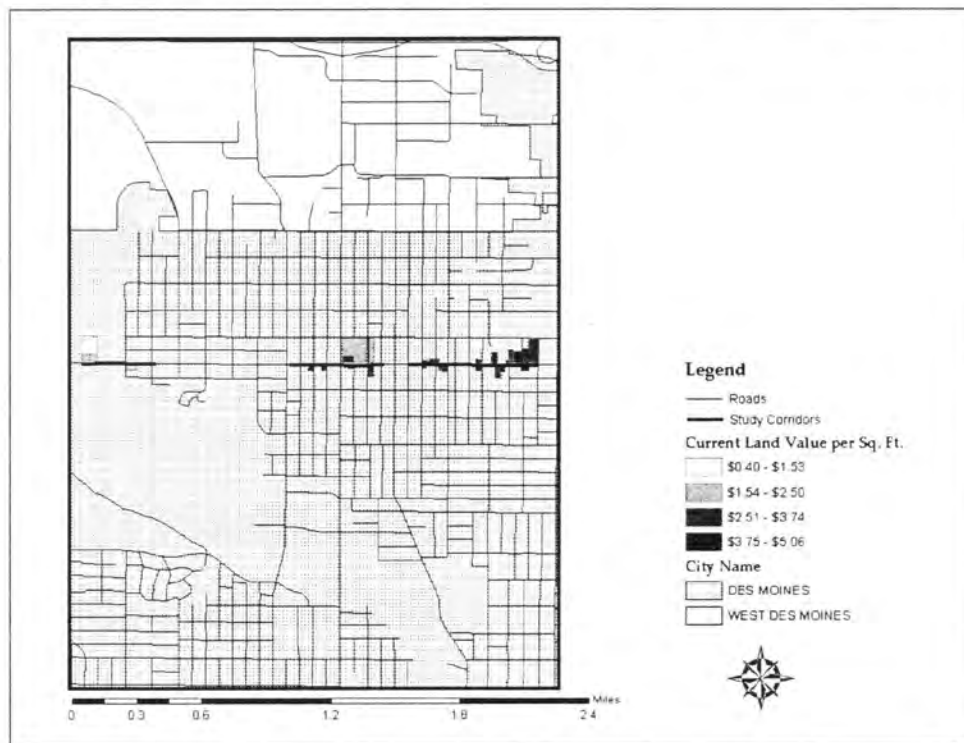 Legend
Roads
Study Corridors
Current Land Value per Sq. Ft.
$0.40 - $1.53
$1.54 - $2.50
$2.51 - $3.74
$3.75 - $5.06
City Name
DES MOINES
WEST DES MOINES
Miles
0 0.3 0.6 1.2 1.8 2.4